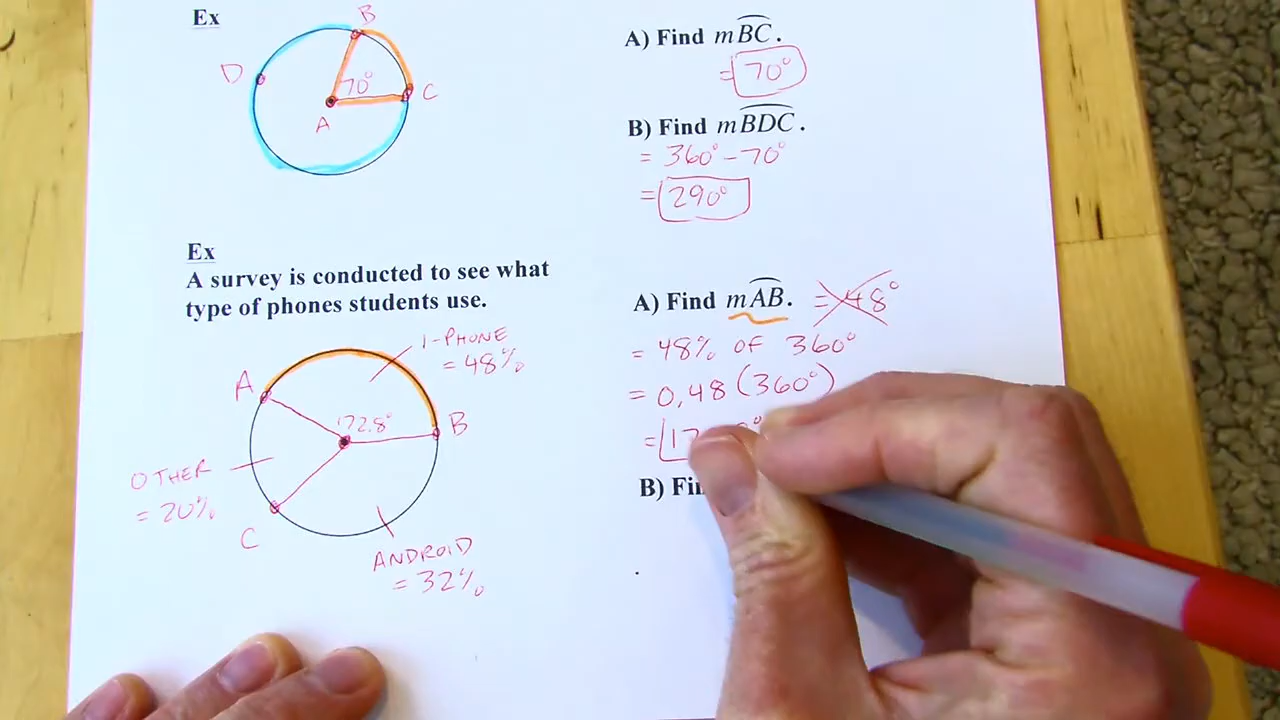 Ex
B
D
70°
C
A
A) Find mBC.
= 70°
B) Find mBDC.
= 360° - 70°
= 290°
Ex
A survey is conducted to see what
type of phones students use.
I-PHONE
= 48%
A
172.8°
B
OTHER
= 20%
C
ANDROID
= 32%
A) Find mAB. = 48°
= 48% OF 360°
= 0.48 (360°)
= 17
B)